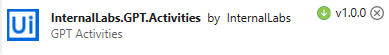 Ui InternalLabs.GPT.Activities by InternalLabs v1.0.0
GPT Activities